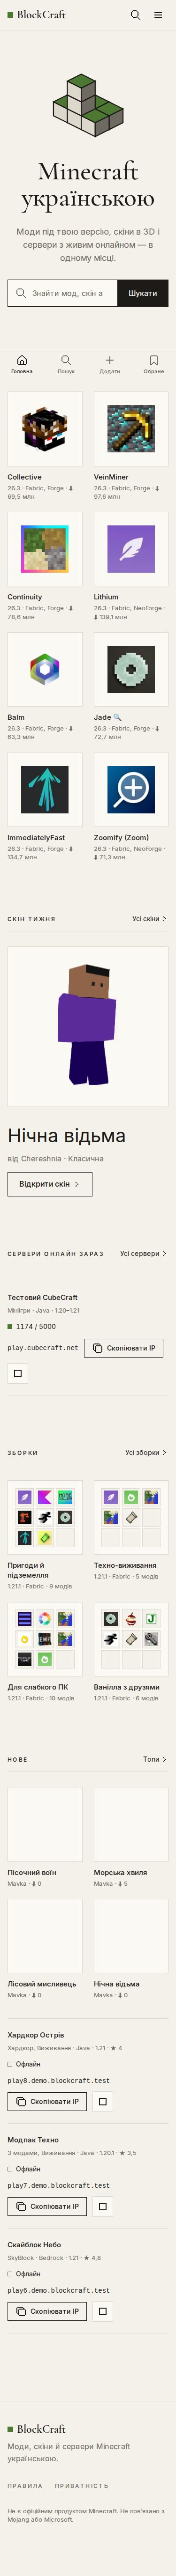 BlockCraft
Minecraft
українською
Моди під твою версію, скіни в 3D і
сервери з живим онлайном — в
одному місці.
Знайти мод, скін а
Шукати
Головна
Пошук
Додати
Обране
Collective
26.3 · Fabric, Forge · ⬇
69,5 млн
VeinMiner
26.3 · Fabric, Forge · ⬇
97,6 млн
Continuity
26.3 · Fabric, Forge · ⬇
78,6 млн
Lithium
26.3 · Fabric, NeoForge ·
⬇ 139,1 млн
Balm
26.3 · Fabric, Forge · ⬇
63,3 млн
Jade 🔍
26.3 · Fabric, Forge · ⬇
72,7 млн
ImmediatelyFast
26.3 · Fabric, Forge · ⬇
134,7 млн
Zoomify (Zoom)
26.3 · Fabric, NeoForge ·
⬇ 71,3 млн
СКІН ТИЖНЯ
Усі скіни
Нічна відьма
від Chereshnia · Класична
Відкрити скін
СЕРВЕРИ ОНЛАЙН ЗАРАЗ
Усі сервери
Тестовий CubeCraft
Мінігри · Java · 1.20–1.21
1174 / 5000
play.cubecraft.net
Скопіювати IP
ЗБОРКИ
Усі зборки
Пригоди й
підземелля
1.21.1 · Fabric · 9 модів
Техно-виживання
1.21.1 · Fabric · 5 модів
Для слабкого ПК
1.21.1 · Fabric · 10 модів
Ванілла з друзями
1.21.1 · Fabric · 6 модів
НОВЕ
Топи
Пісочний воїн
Mavka · ⬇ 0
Морська хвиля
Mavka · ⬇ 5
Лісовий мисливець
Mavka · ⬇ 0
Нічна відьма
Mavka · ⬇ 0
Хардкор Острів
Хардкор, Виживання · Java · 1.21 · ★ 4
Офлайн
play8.demo.blockcraft.test
Скопіювати IP
Модпак Техно
З модами, Виживання · Java · 1.20.1 · ★ 3,5
Офлайн
play7.demo.blockcraft.test
Скопіювати IP
Скайблок Небо
SkyBlock · Bedrock · 1.21 · ★ 4,8
Офлайн
play6.demo.blockcraft.test
Скопіювати IP
BlockCraft
Моди, скіни й сервери Minecraft
українською.
ПРАВИЛА
ПРИВАТНІСТЬ
Не є офіційним продуктом Minecraft. Не пов'язано з
Mojang або Microsoft.